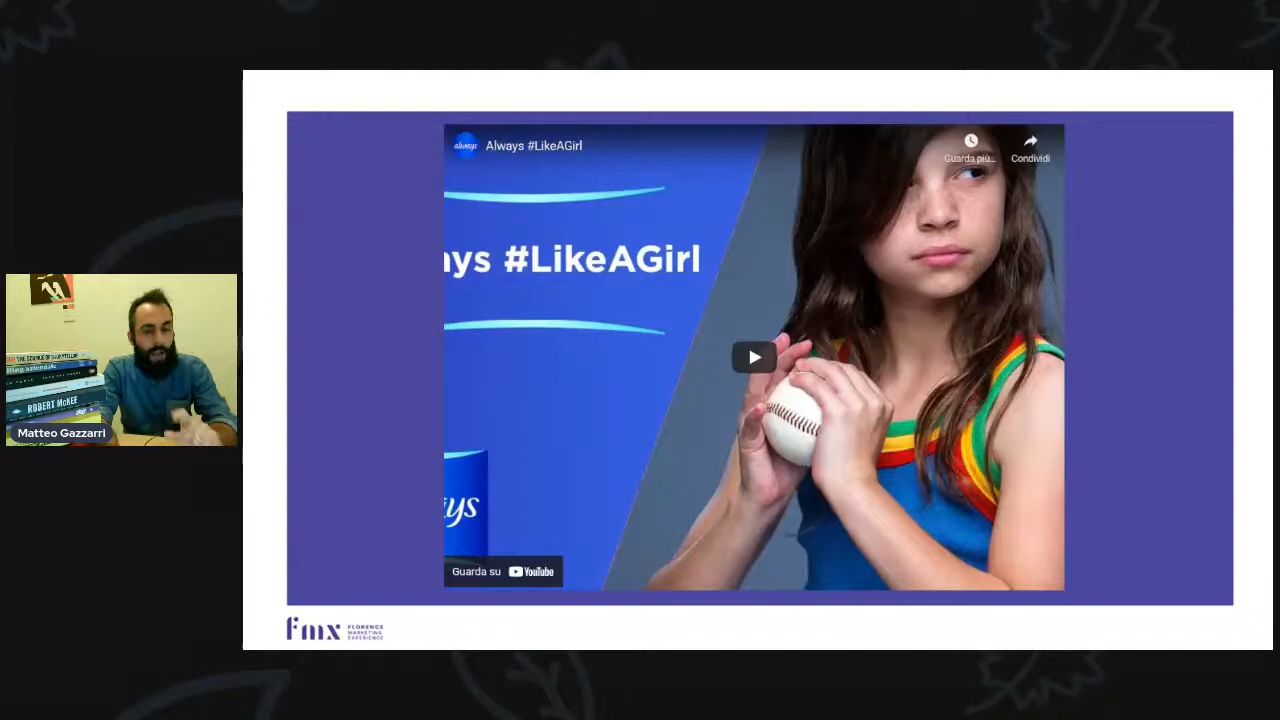 always
Always #LikeAGirl
Guarda più...
Condividi
ays #LikeAGirl
ays
Guarda su YouTube
THE SCIENCE OF STORYTELLING
ROBERT McKEE
Matteo Gazzarri
fmx FLORENCE
MARKETING
EXPERIENCE